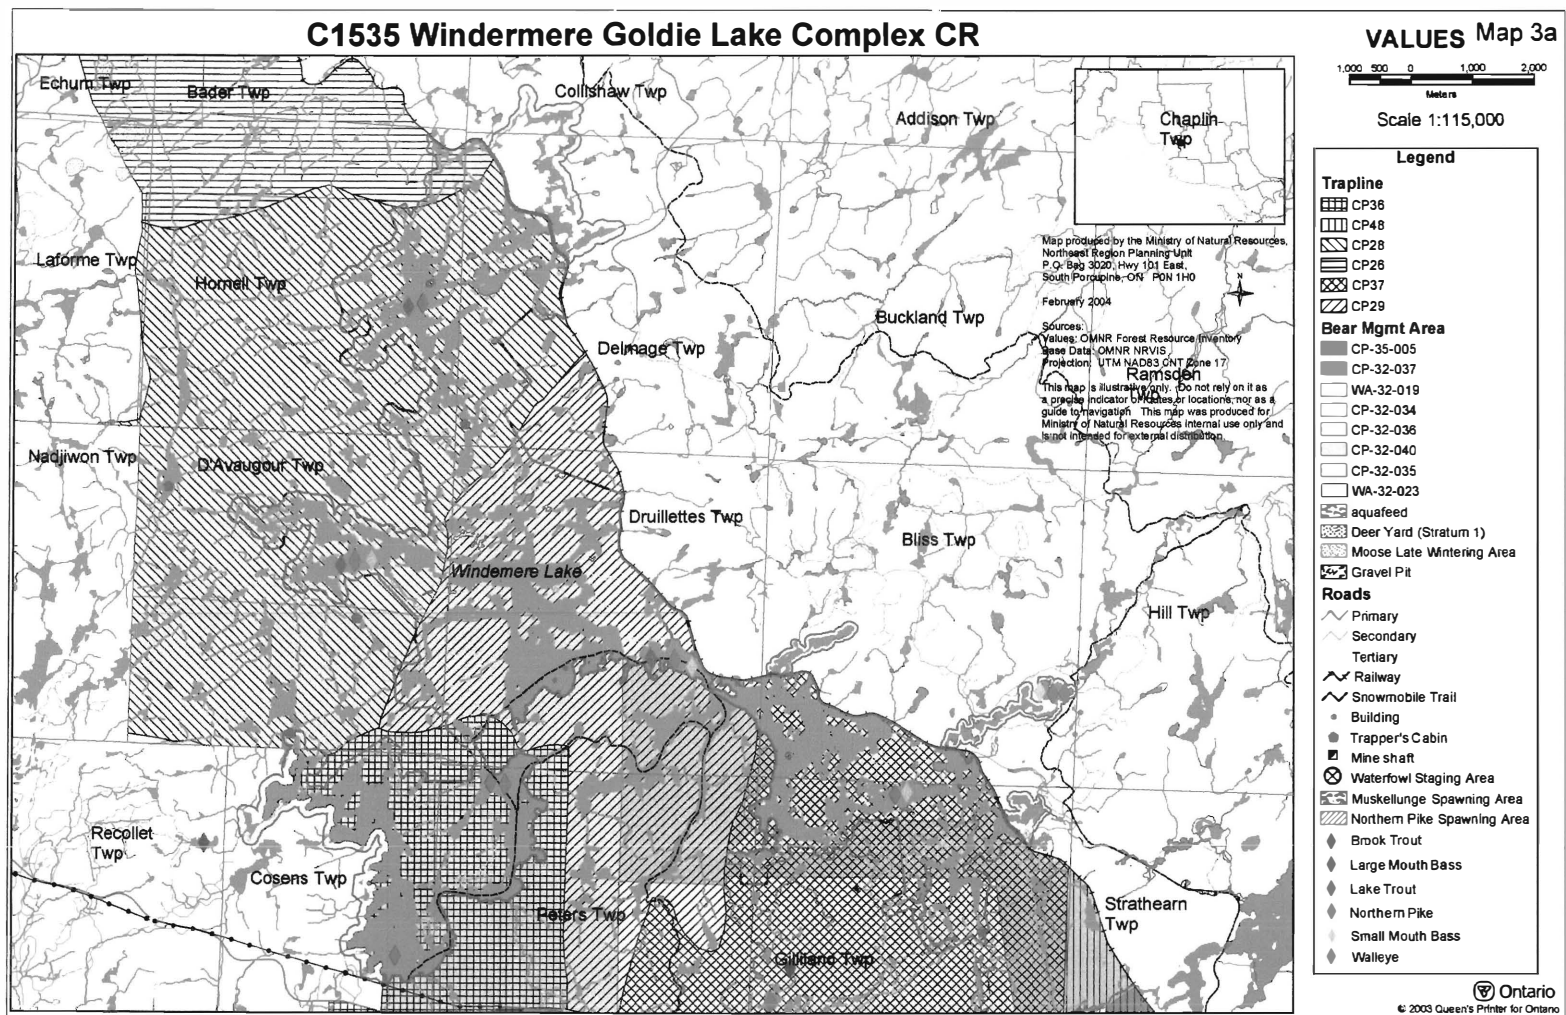 C1535 Windermere Goldie Lake Complex CR
VALUES Map 3a
1,000 500 0 1,000 2,000
Meters
Scale 1:115,000
Echum Twp
Bader Twp
Collishaw Twp
Addison Twp
Chaplin
Twp
Laforme Twp
Hornell Twp
Delmage Twp
Buckland Twp
Ramsden
Twp
Map produced by the Ministry of Natural Resources,
Northeast Region Planning Unit
P.O. Bag 3020, Hwy 101 East,
South Porcupine, ON P0N 1H0
February 2004
Sources:
Values: OMNR Forest Resource Inventory
Base Data: OMNR NRVIS
Projection: UTM NAD83 CNT Zone 17
This map is illustrative only. Do not rely on it as
a precise indicator of routes or locations, nor as a
guide to navigation. This map was produced for
Ministry of Natural Resources internal use only and
is not intended for external distribution.
N
Nadjiwon Twp
D'Avaugour Twp
Druillettes Twp
Bliss Twp
Windemere Lake
Hill Twp
Recollet
Twp
Cosens Twp
Peters Twp
Gilliland Twp
Strathearn
Twp
Legend
Trapline
CP36
CP48
CP28
CP26
CP37
CP29
Bear Mgmt Area
CP-35-005
CP-32-037
WA-32-019
CP-32-034
CP-32-036
CP-32-040
CP-32-035
WA-32-023
aquafeed
Deer Yard (Stratum 1)
Moose Late Wintering Area
Gravel Pit
Roads
Primary
Secondary
Tertiary
Railway
Snowmobile Trail
Building
Trapper's Cabin
Mine shaft
Waterfowl Staging Area
Muskellunge Spawning Area
Northern Pike Spawning Area
Brook Trout
Large Mouth Bass
Lake Trout
Northern Pike
Small Mouth Bass
Walleye
Ontario
© 2003 Queen's Printer for Ontario